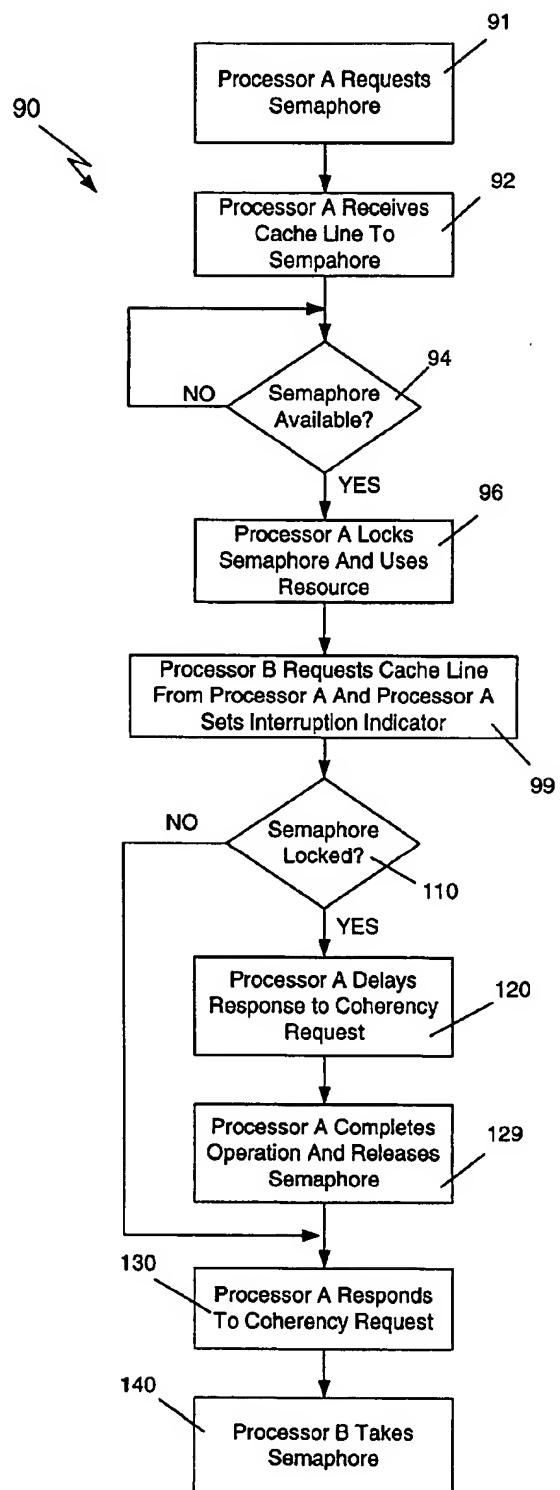 91
Processor A Requests
Semaphore
90
92
Processor A Receives
Cache Line To
Sempahore
94
NO
Semaphore
Available?
YES
96
Processor A Locks
Semaphore And Uses
Resource
Processor B Requests Cache Line
From Processor A And Processor A
Sets Interruption Indicator
99
NO
Semaphore
Locked?
110
YES
Processor A Delays
Response to Coherency
Request
120
Processor A Completes
Operation And Releases
Semaphore
129
130
Processor A Responds
To Coherency Request
140
Processor B Takes
Semaphore